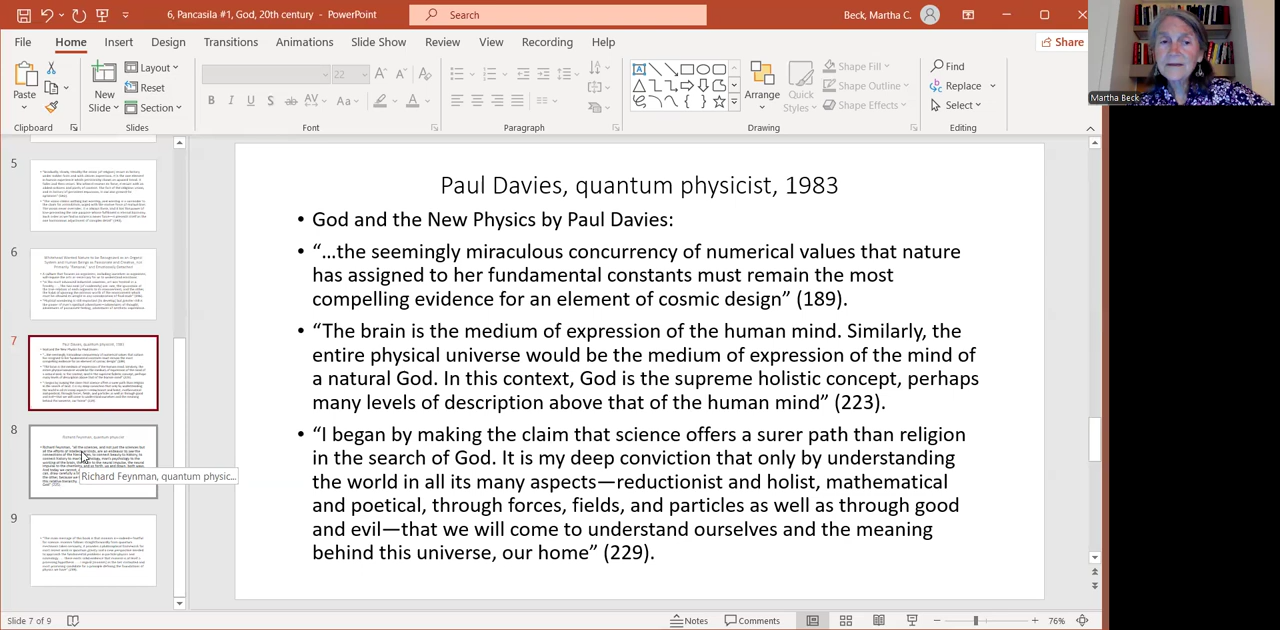 6, Pancasila #1, God, 20th century - PowerPoint
Search
Beck, Martha C.
File Home Insert Design Transitions Animations Slide Show Review View Recording Help
Share
Paste
New
Slide
Layout
Reset
Section
22
B I U S ab AV Aa A
Arrange
Quick
Styles
Shape Fill
Shape Outline
Shape Effects
Find
Replace
Select
Clipboard Slides Font Paragraph Drawing Editing
Martha Beck
5
6
7
8
9
Richard Feynman, quantum physic...
Paul Davies, quantum physicist, 1983
• God and the New Physics by Paul Davies:
• “…the seemingly miraculous concurrency of numerical values that nature
has assigned to her fundamental constants must remain the most
compelling evidence for an element of cosmic design” (189).
• “The brain is the medium of expression of the human mind. Similarly, the
entire physical universe would be the medium of expression of the mind of
a natural God. In this context, God is the supreme holistic concept, perhaps
many levels of description above that of the human mind” (223).
• “I began by making the claim that science offers a surer path than religion
in the search of God. It is my deep conviction that only by understanding
the world in all its many aspects—reductionist and holist, mathematical
and poetical, through forces, fields, and particles as well as through good
and evil—that we will come to understand ourselves and the meaning
behind this universe, our home” (229).
Slide 7 of 9
Notes
Comments
76%